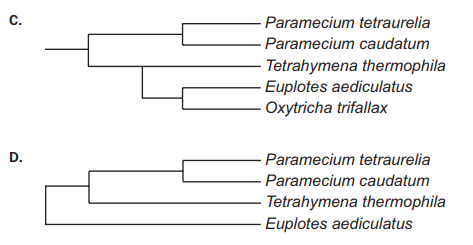 C.
Paramecium tetraurelia
Paramecium caudatum
Tetrahymena thermophila
Euplotes aediculatus
Oxytricha trifallax
D.
Paramecium tetraurelia
Paramecium caudatum
Tetrahymena thermophila
Euplotes aediculatus